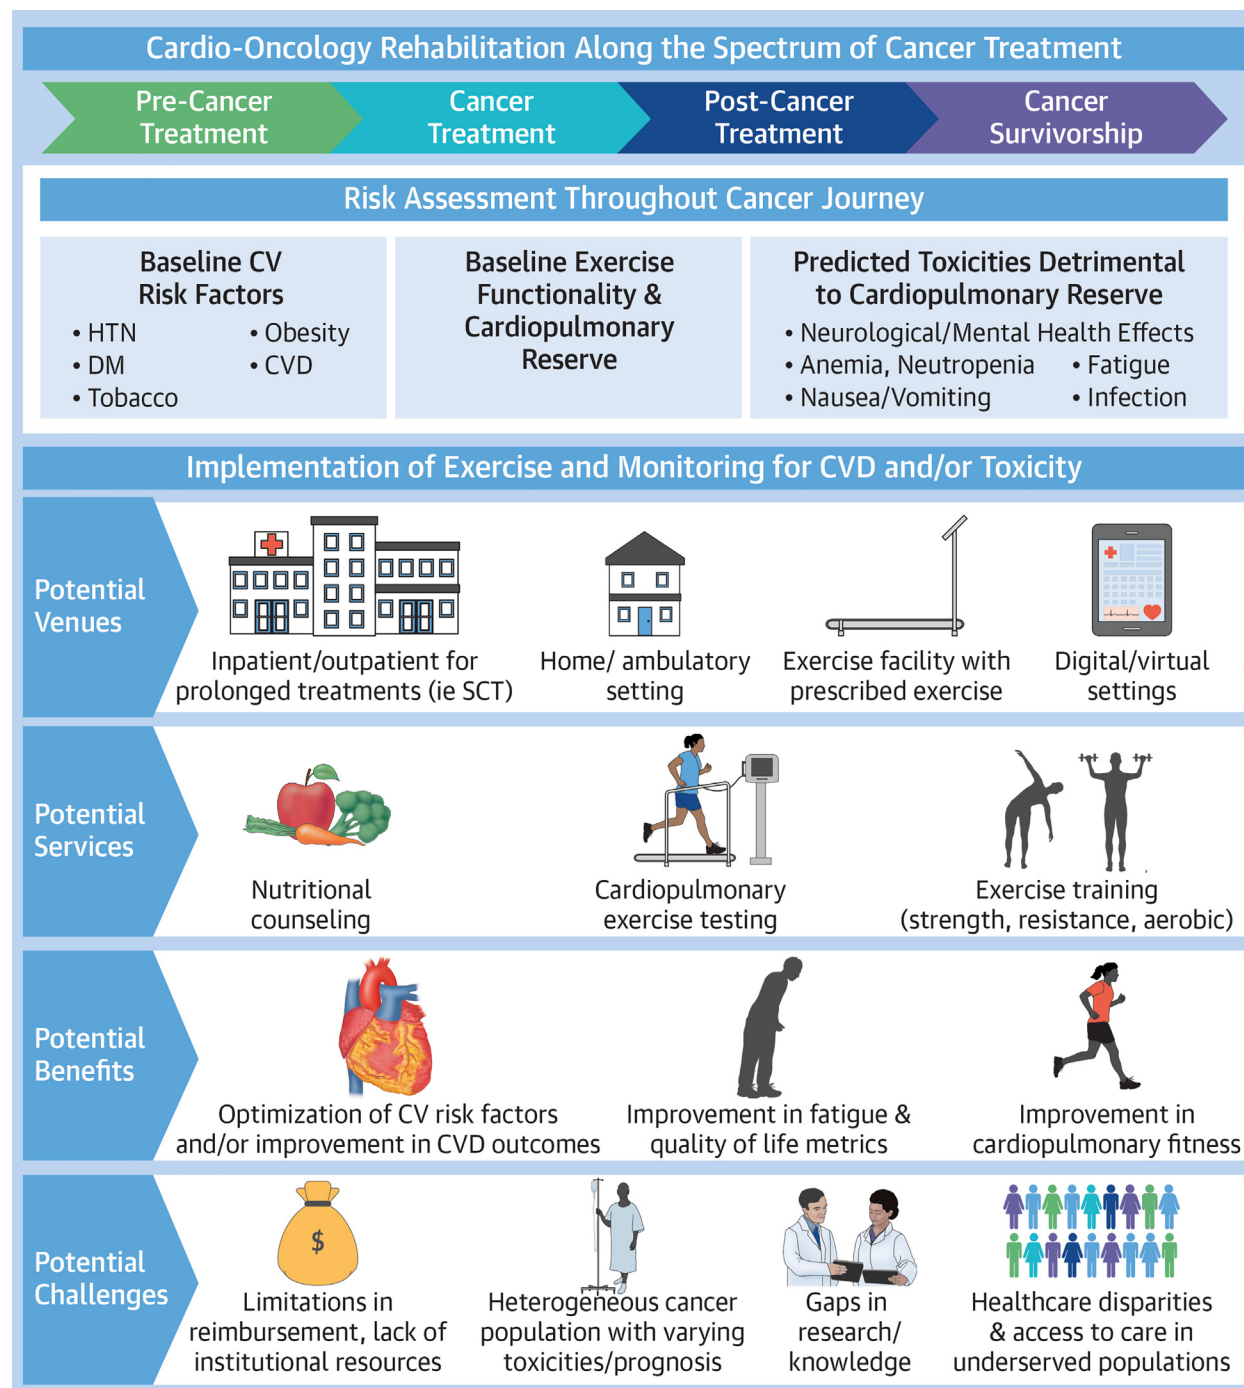 Cardio-Oncology Rehabilitation Along the Spectrum of Cancer Treatment
Pre-Cancer
Treatment
Cancer
Treatment
Post-Cancer
Treatment
Cancer
Survivorship
Risk Assessment Throughout Cancer Journey
Baseline CV
Risk Factors
• HTN
• DM
• Tobacco
• Obesity
• CVD
Baseline Exercise
Functionality &
Cardiopulmonary
Reserve
Predicted Toxicities Detrimental
to Cardiopulmonary Reserve
• Neurological/Mental Health Effects
• Anemia, Neutropenia
• Nausea/Vomiting
• Fatigue
• Infection
Implementation of Exercise and Monitoring for CVD and/or Toxicity
Potential
Venues
Inpatient/outpatient for
prolonged treatments (ie SCT)
Home/ ambulatory
setting
Exercise facility with
prescribed exercise
Digital/virtual
settings
Potential
Services
Nutritional
counseling
Cardiopulmonary
exercise testing
Exercise training
(strength, resistance, aerobic)
Potential
Benefits
Optimization of CV risk factors
and/or improvement in CVD outcomes
Improvement in fatigue &
quality of life metrics
Improvement in
cardiopulmonary fitness
Potential
Challenges
$
Limitations in
reimbursement, lack of
institutional resources
Heterogeneous cancer
population with varying
toxicities/prognosis
Gaps in
research/
knowledge
Healthcare disparities
& access to care in
underserved populations